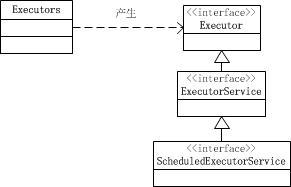 Executors
产生
<<interface>>
Executor
<<interface>>
ExecutorService
<<interface>>
ScheduledExecutorService